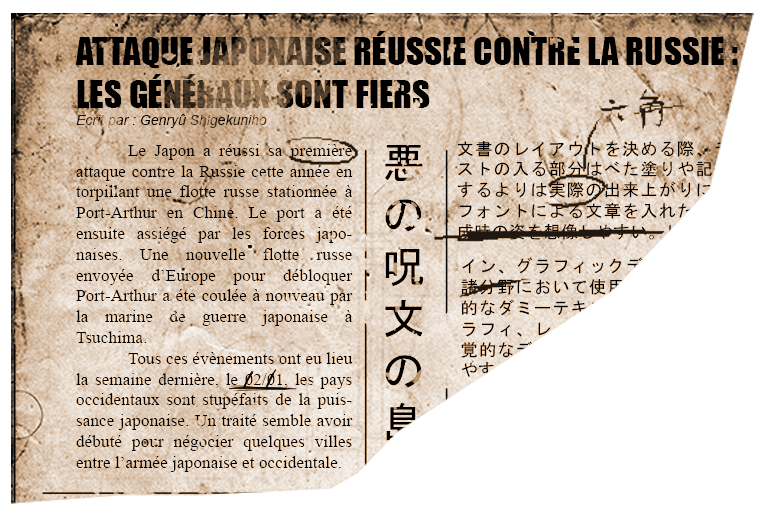 ATTAQUE JAPONAISE RÉUSSIE CONTRE LA RUSSIE :
LES GÉNÉRAUX SONT FIERS
Ecrit par : Genryû Shigekuniho
Le Japon a réussi sa première
attaque contre la Russie cette année en
torpillant une flotte russe stationnée à
Port-Arthur en Chine. Le port a été
ensuite assiégé par les forces japo-
naises. Une nouvelle flotte russe
envoyée d’Europe pour débloquer
Port-Arthur a été coulée à nouveau par
la marine de guerre japonaise à
Tsuchima.
Tous ces évènements ont eu lieu
la semaine dernière, le 02/01, les pays
occidentaux sont stupéfaits de la puis-
sance japonaise. Un traité semble avoir
débuté pour négocier quelques villes
entre l’armée japonaise et occidentale.
悪の呪文の
六角
文書のレイアウトを決める際、
ストの入る部分はべた塗りや記
するよりは実際の出来上がりに
フォントによる文章を入れた
成時の姿を想像しやすい。
イン、グラフィックデ
諸分野において使用
的なダミーテキ
ラフィ、レ
覚的な
やす